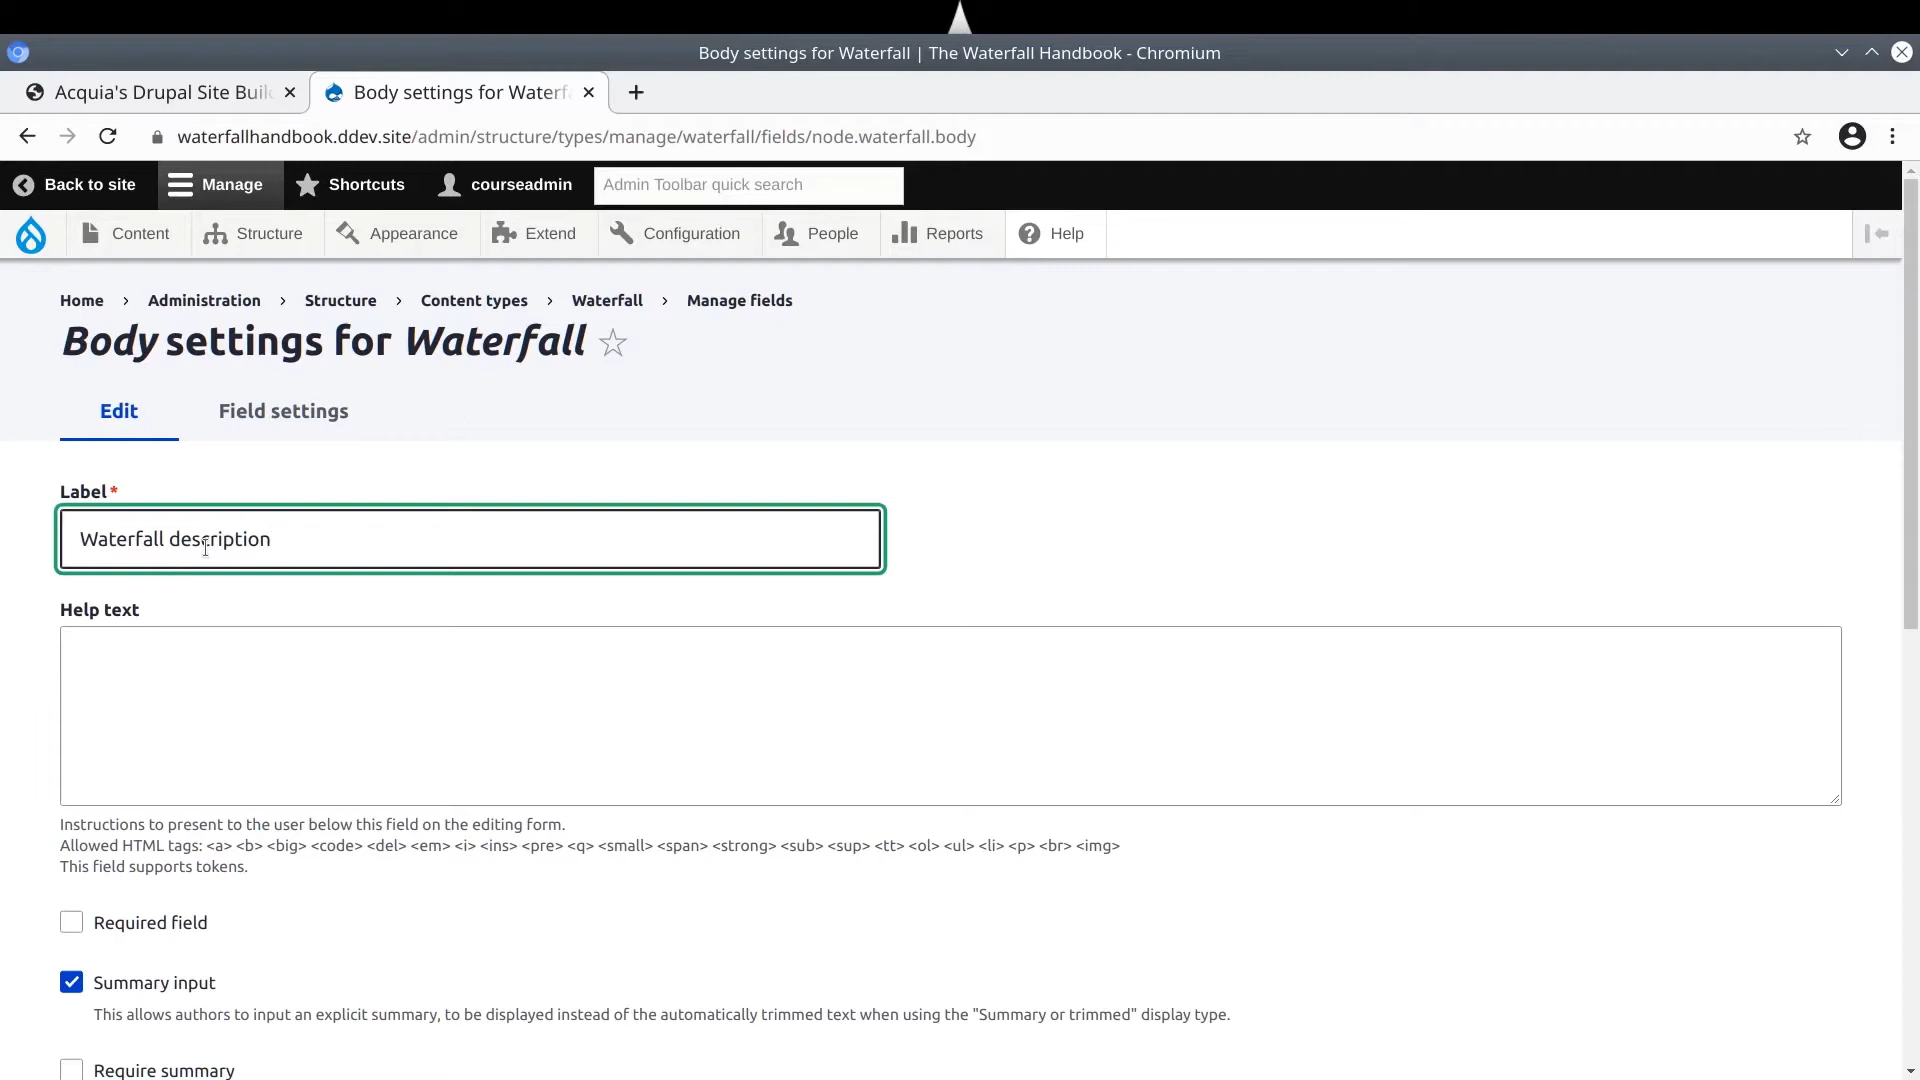 Body settings for Waterfall | The Waterfall Handbook - Chromium
Acquia's Drupal Site Buil
Body settings for Waterf
waterfallhandbook.ddev.site/admin/structure/types/manage/waterfall/fields/node.waterfall.body
Back to site Manage Shortcuts courseadmin Admin Toolbar quick search
Content Structure Appearance Extend Configuration People Reports Help
Home › Administration › Structure › Content types › Waterfall › Manage fields
Body settings for Waterfall
Edit Field settings
Label *
Waterfall description
Help text
Instructions to present to the user below this field on the editing form.
Allowed HTML tags: <a> <b> <big> <code> <del> <em> <i> <ins> <pre> <q> <small> <span> <strong> <sub> <sup> <tt> <ol> <ul> <li> <p> <br> <img>
This field supports tokens.
Required field
Summary input
This allows authors to input an explicit summary, to be displayed instead of the automatically trimmed text when using the "Summary or trimmed" display type.
Require summary